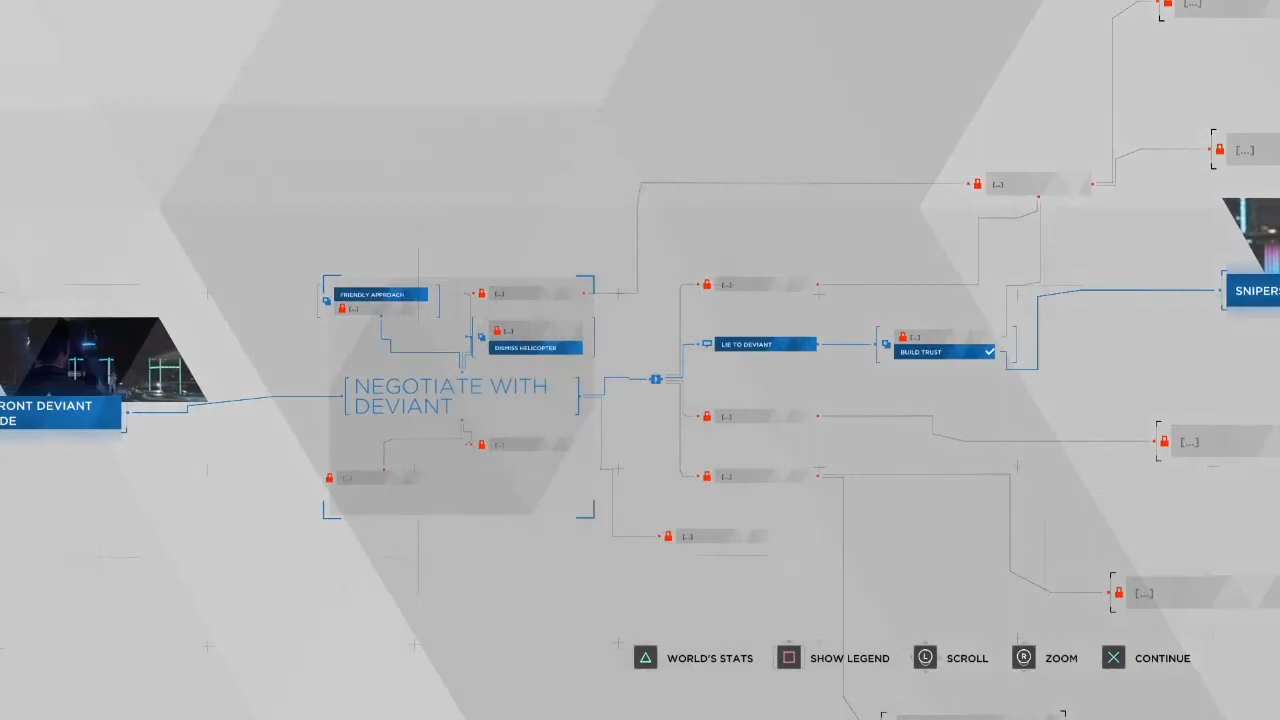 [...]
[...]
[...]
[...]
FRIENDLY APPROACH
[...]
[...]
[...]
DISMISS HELICOPTER
[...]
LIE TO DEVIANT
[...]
BUILD TRUST
SNIPERS
NEGOTIATE WITH
DEVIANT
RONT DEVIANT
DE
[...]
[...]
[...]
[...]
[...]
[...]
[...]
WORLD'S STATS
SHOW LEGEND
L
SCROLL
R
ZOOM
CONTINUE